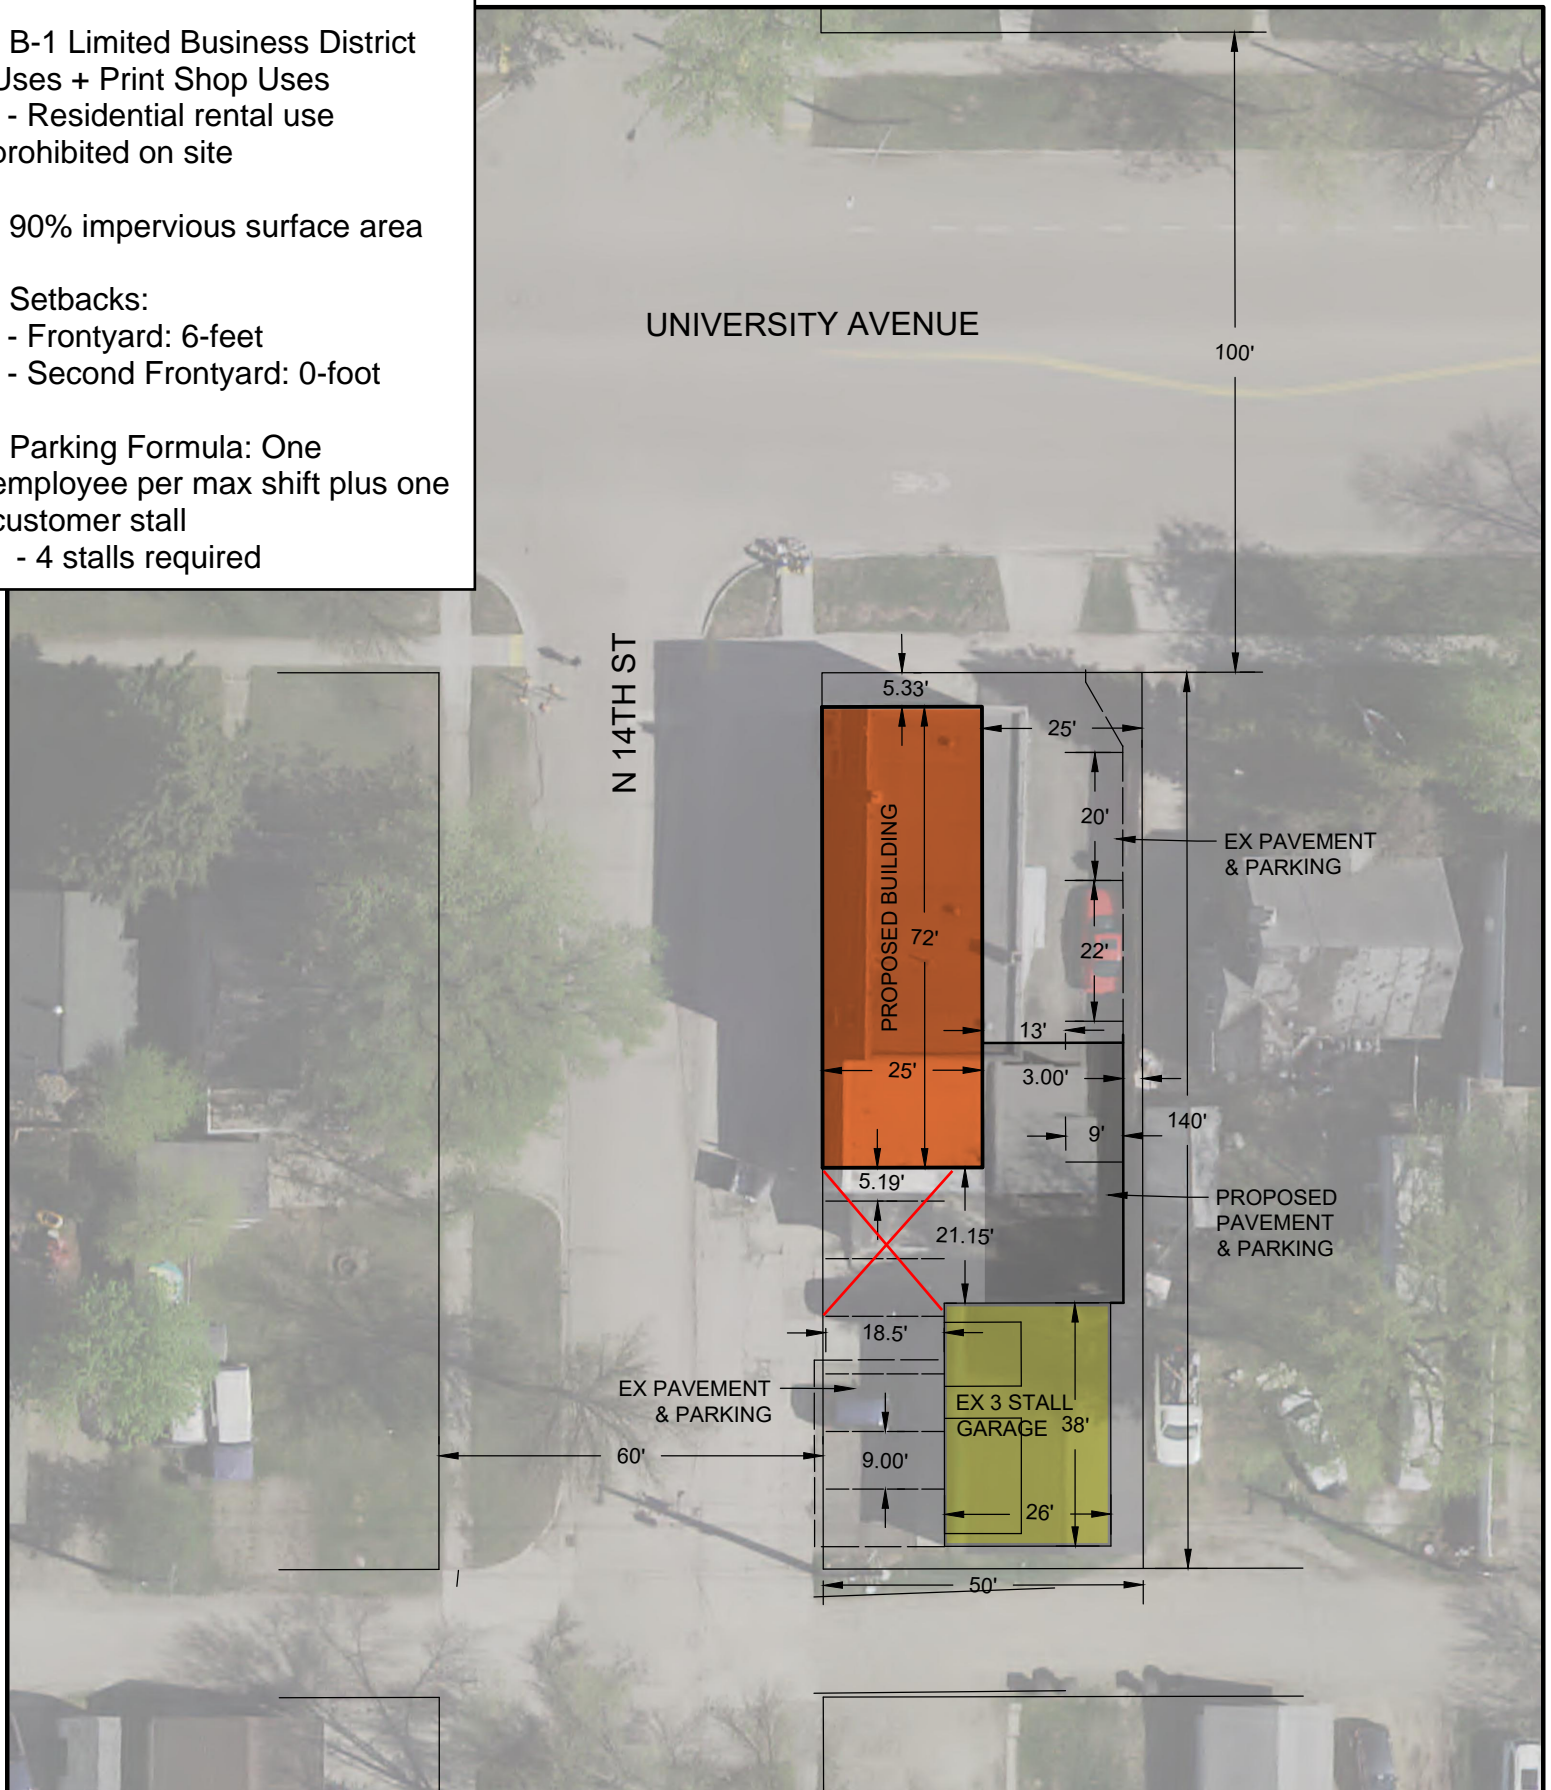 B-1 Limited Business District
Uses + Print Shop Uses
- Residential rental use
prohibited on site
90% impervious surface area
Setbacks:
- Frontyard: 6-feet
- Second Frontyard: 0-foot
Parking Formula: One
employee per max shift plus one
customer stall
- 4 stalls required
UNIVERSITY AVENUE
100'
N 14TH ST
5.33'
25'
20'
EX PAVEMENT
& PARKING
PROPOSED BUILDING
72'
22'
13'
25'
3.00'
9'
140'
5.19'
21.15'
PROPOSED
PAVEMENT
& PARKING
18.5'
EX PAVEMENT
& PARKING
EX 3 STALL
GARAGE
38'
60'
9.00'
26'
50'